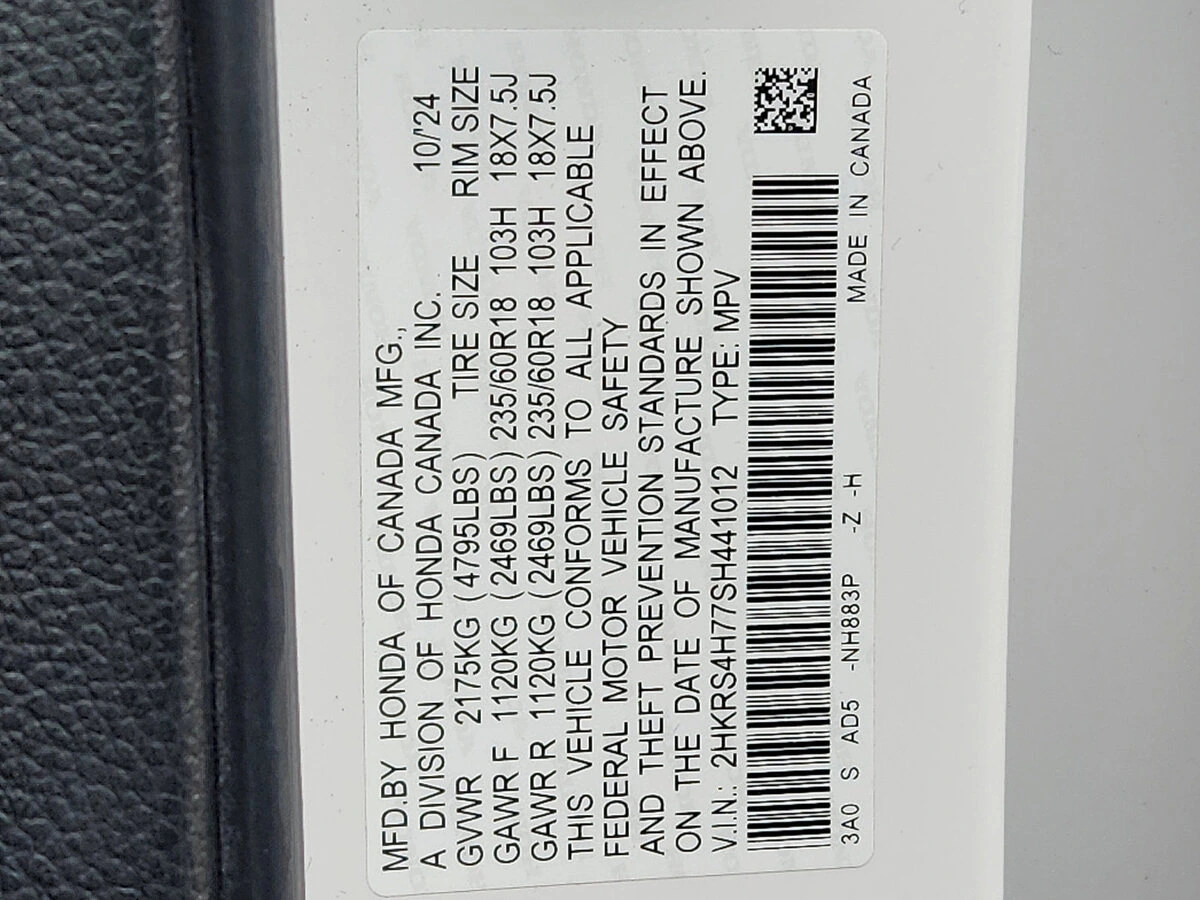 MFD.BY HONDA OF CANADA MFG.,
A DIVISION OF HONDA CANADA INC. 10/'24
GVWR 2175KG (4795LBS) TIRE SIZE RIM SIZE
GAWR F 1120KG (2469LBS) 235/60R18 103H 18X7.5J
GAWR R 1120KG (2469LBS) 235/60R18 103H 18X7.5J
THIS VEHICLE CONFORMS TO ALL APPLICABLE
FEDERAL MOTOR VEHICLE SAFETY
AND THEFT PREVENTION STANDARDS IN EFFECT
ON THE DATE OF MANUFACTURE SHOWN ABOVE.
V.I.N.: 2HKRS4H77SH441012 TYPE: MPV
3A0 S AD5 -NH883P -Z -H MADE IN CANADA